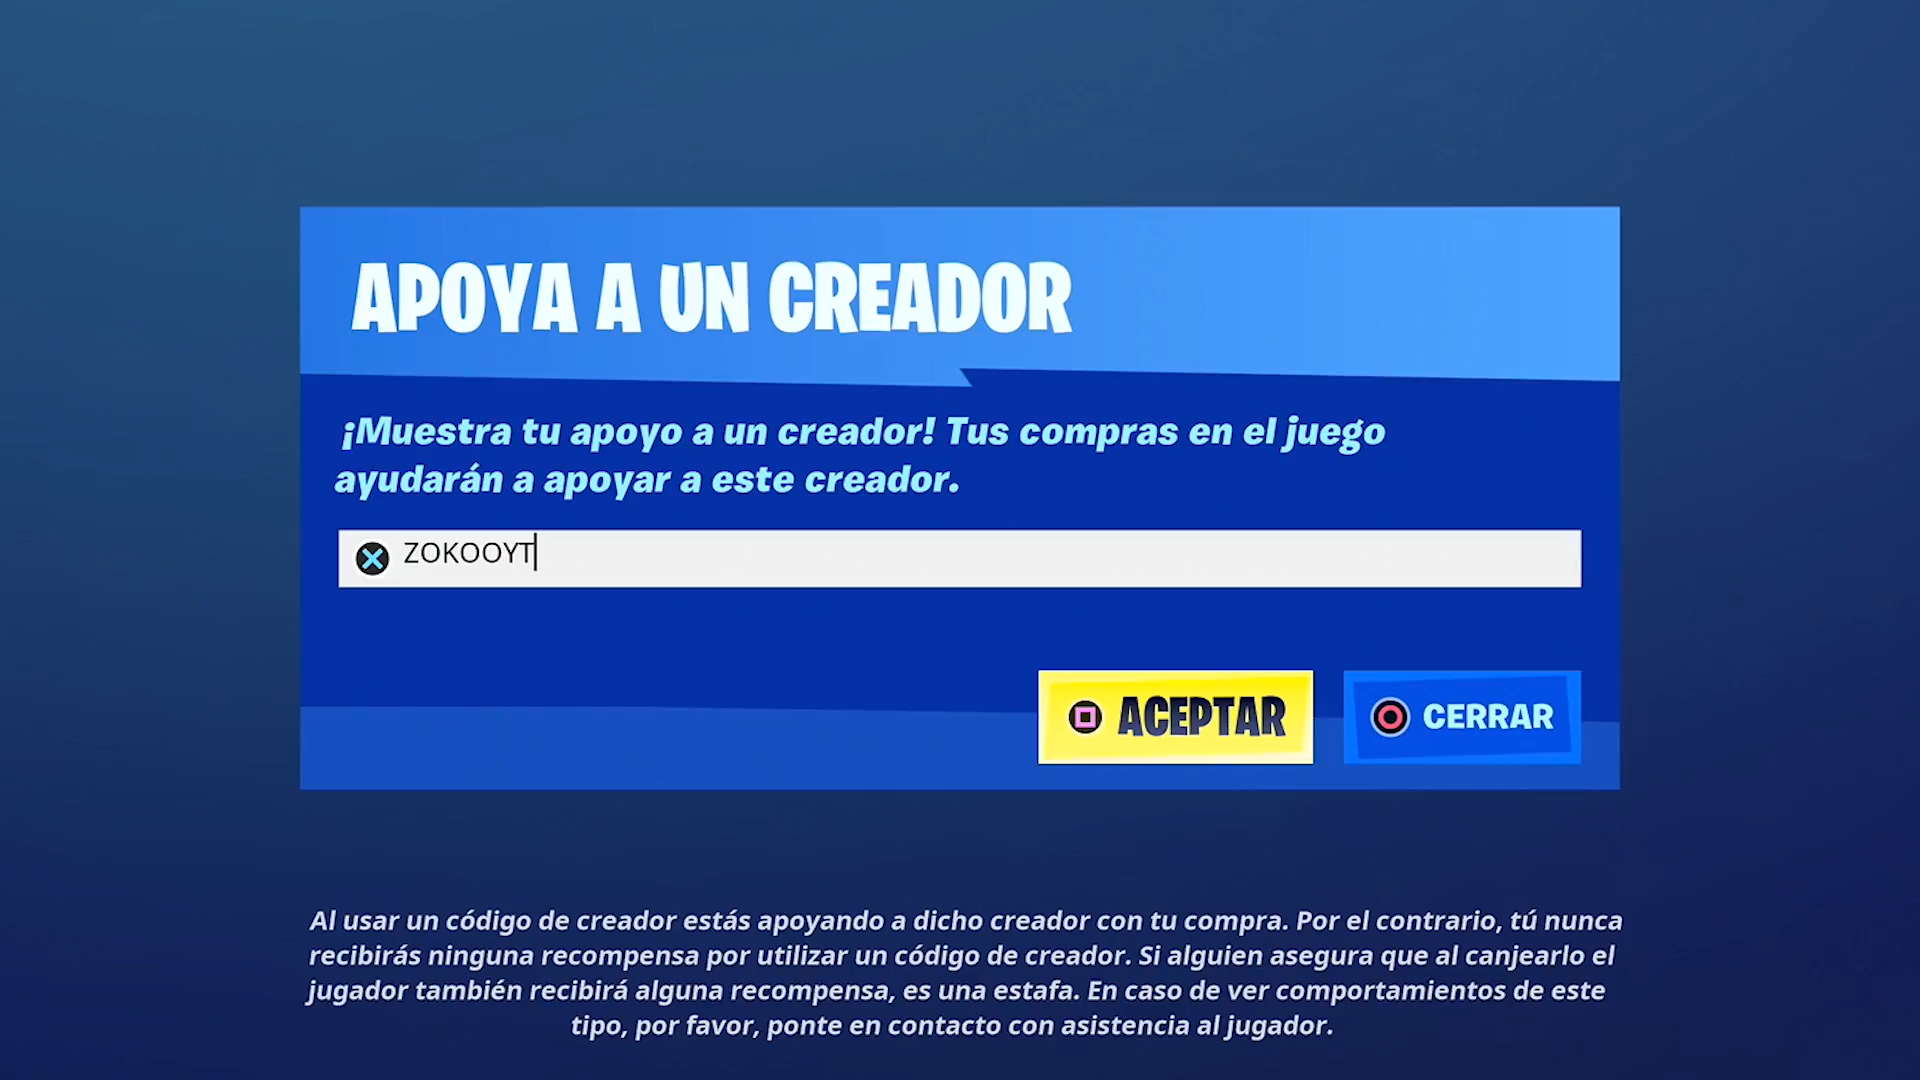 APOYA A UN CREADOR
¡Muestra tu apoyo a un creador! Tus compras en el juego
ayudarán a apoyar a este creador.
ZOKOOYT
ACEPTAR
CERRAR
Al usar un código de creador estás apoyando a dicho creador con tu compra. Por el contrario, tú nunca
recibirás ninguna recompensa por utilizar un código de creador. Si alguien asegura que al canjearlo el
jugador también recibirá alguna recompensa, es una estafa. En caso de ver comportamientos de este
tipo, por favor, ponte en contacto con asistencia al jugador.